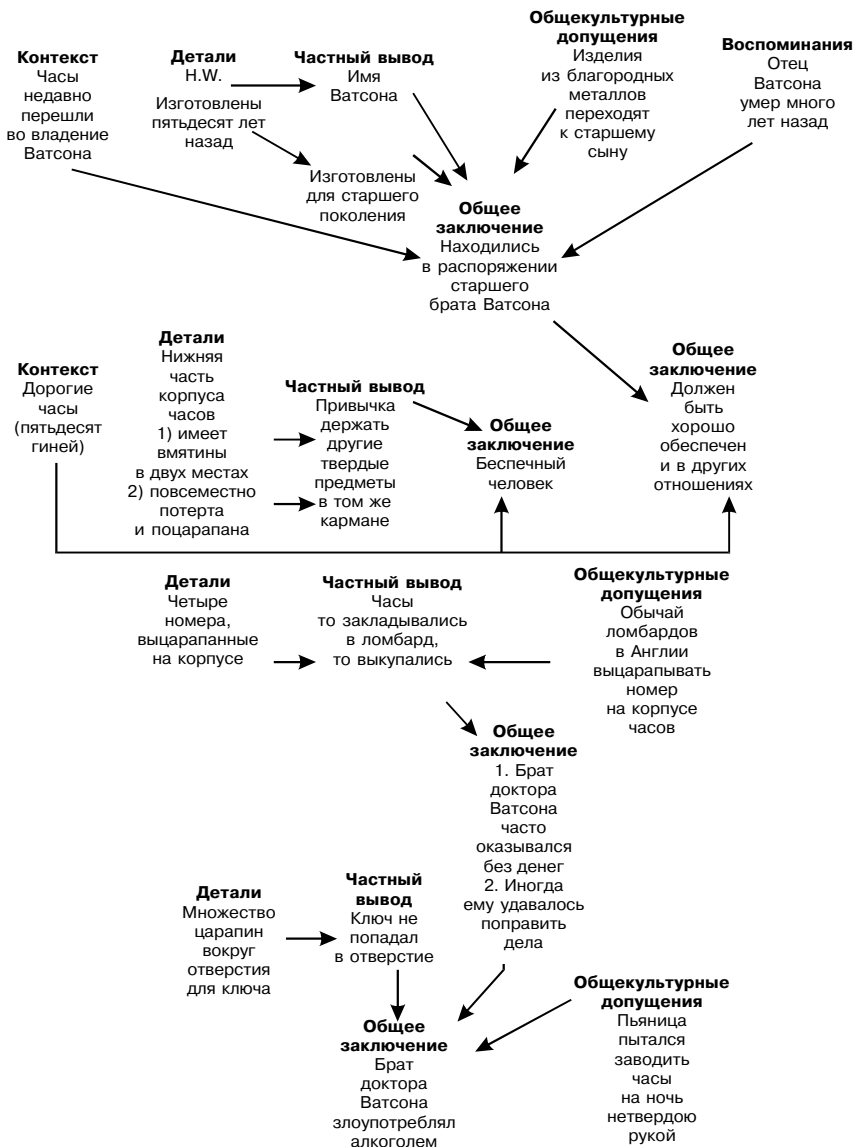 Контекст
Часы
недавно
перешли
во владение
Ватсона
Детали
H.W.
Изготовлены
пятьдесят лет
назад
Частный вывод
Имя
Ватсона
Изготовлены
для старшего
поколения
Общекультурные
допущения
Изделия
из благородных
металлов
переходят
к старшему
сыну
Воспоминания
Отец
Ватсона
умер много
лет назад
Общее
заключение
Находились
в распоряжении
старшего
брата Ватсона
Контекст
Дорогие
часы
(пятьдесят
гиней)
Детали
Нижняя
часть
корпуса
часов
1) имеет
вмятины
в двух местах
2) повсеместно
потерта
и поцарапана
Частный вывод
Привычка
держать
другие
твердые
предметы
в том же
кармане
Общее
заключение
Беспечный
человек
Общее
заключение
Должен
быть
хорошо
обеспечен
и в других
отношениях
Детали
Четыре
номера,
выцарапанные
на корпусе
Частный вывод
Часы
то закладывались
в ломбард,
то выкупались
Общекультурные
допущения
Обычай
ломбардов
в Англии
выцарапывать
номер
на корпусе
часов
Общее
заключение
1. Брат
доктора
Ватсона
часто
оказывался
без денег
2. Иногда
ему удавалось
поправить
дела
Детали
Множество
царапин
вокруг
отверстия
для ключа
Частный
вывод
Ключ не
попадал
в отверстие
Общее
заключение
Брат
доктора
Ватсона
злоупотреблял
алкоголем
Общекультурные
допущения
Пьяница
пытался
заводить
часы
на ночь
нетвердою
рукой